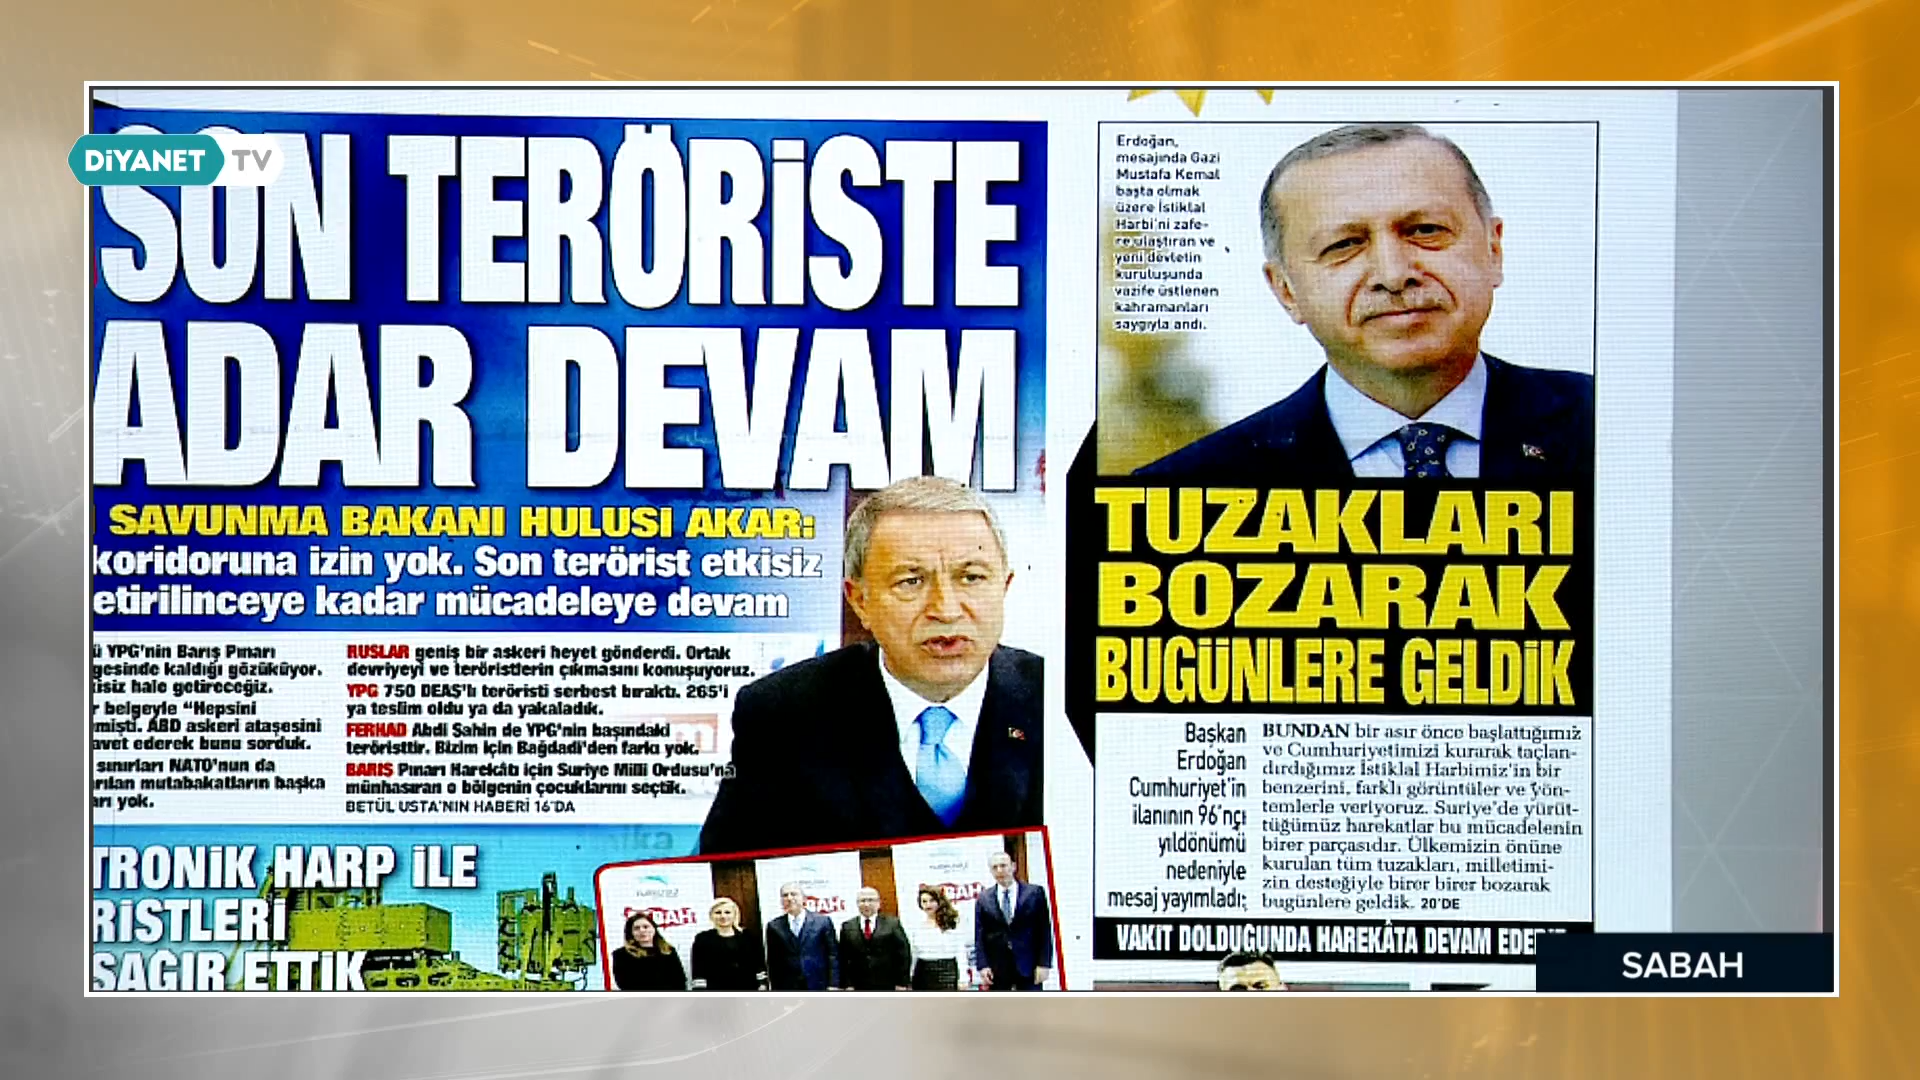 DİYANET TV
SON TERÖRİSTE
ADAR DEVAM
SAVUNMA BAKANI HULUSİ AKAR:
koridoruna izin yok. Son terörist etkisiz
etirilinceye kadar mücadeleye devam
ü YPG'nin Barış Pınarı
gesinde kaldığı gözüküyor.
isiz hale getireceğiz.
r belgeyle “Hepsini
mişti. ABD askeri ataşesini
avet ederek bunu sorduk.
sınırları NATO'nun da
rılan mutabakatların başka
arı yok.
RUSLAR geniş bir askeri heyet gönderdi. Ortak
devriyeyi ve teröristlerin çıkmasını konuşuyoruz.
YPG 750 DEAŞ'lı teröristi serbest bıraktı. 265'i
ya teslim oldu ya da yakaladık.
FERHAD Abdi Şahin de YPG'nin başındaki
teröristtir. Bizim için Bağdadi'den farkı yok.
BARIŞ Pınarı Harekâtı için Suriye Milli Ordusu'na
münhasıran o bölgenin çocuklarını seçtik.
BETÜL USTA'NIN HABERİ 16'DA
TRONİK HARP İLE
RİSTLERİ
SAĞIR ETTİK
Erdoğan,
mesajında Gazi
Mustafa Kemal
başta olmak
üzere İstiklal
Harbi'ni zafe-
re ulaştıran ve
yeni devletin
kuruluşunda
vazife üstlenen
kahramanları
saygıyla andı.
TUZAKLARI
BOZARAK
BUGÜNLERE GELDİK
Başkan
Erdoğan
Cumhuriyet'in
ilanının 96'nçı
yıldönümü
nedeniyle
mesaj yayımladı:
BUNDAN bir asır önce başlattığımız
ve Cumhuriyetimizi kurarak taçlan-
dırdığımız İstiklal Harbimiz'in bir
benzerini, farklı görüntüler ve yön-
temlerle veriyoruz. Suriye'de yürüt-
tüğümüz harekatlar bu mücadelenin
birer parçasıdır. Ülkemizin önüne
kurulan tüm tuzakları, milletimi-
zin desteğiyle birer birer bozarak
bugünlere geldik. 20'DE
VAKİT DOLDUĞUNDA HAREKÂTA DEVAM
SABAH